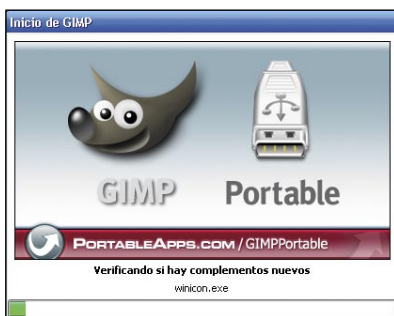 Inicio de GIMP
GIMP Portable
PORTABLEAPPS.COM / GIMPPortable
Verificando si hay complementos nuevos
winicon.exe